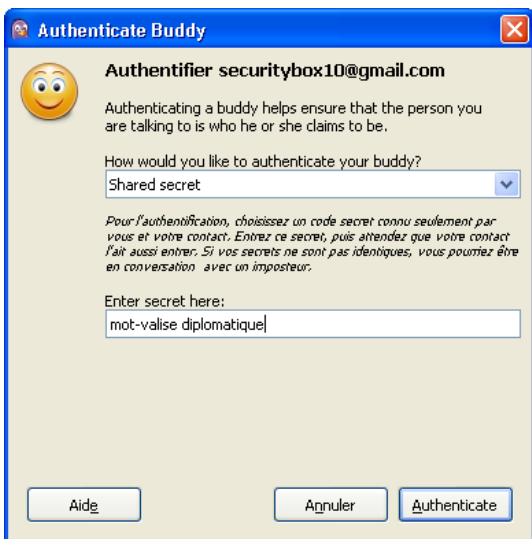 Authenticate Buddy
Authentifier securitybox10@gmail.com
Authenticating a buddy helps ensure that the person you
are talking to is who he or she claims to be.
How would you like to authenticate your buddy?
Shared secret
Pour l'authentification, choisissez un code secret connu seulement par
vous et votre contact. Entrez ce secret, puis attendez que votre contact
l'ait aussi entrer. Si vos secrets ne sont pas identiques, vous pourriez être
en conversation avec un imposteur.
Enter secret here:
mot-valise diplomatique
Aide
Annuler
Authenticate